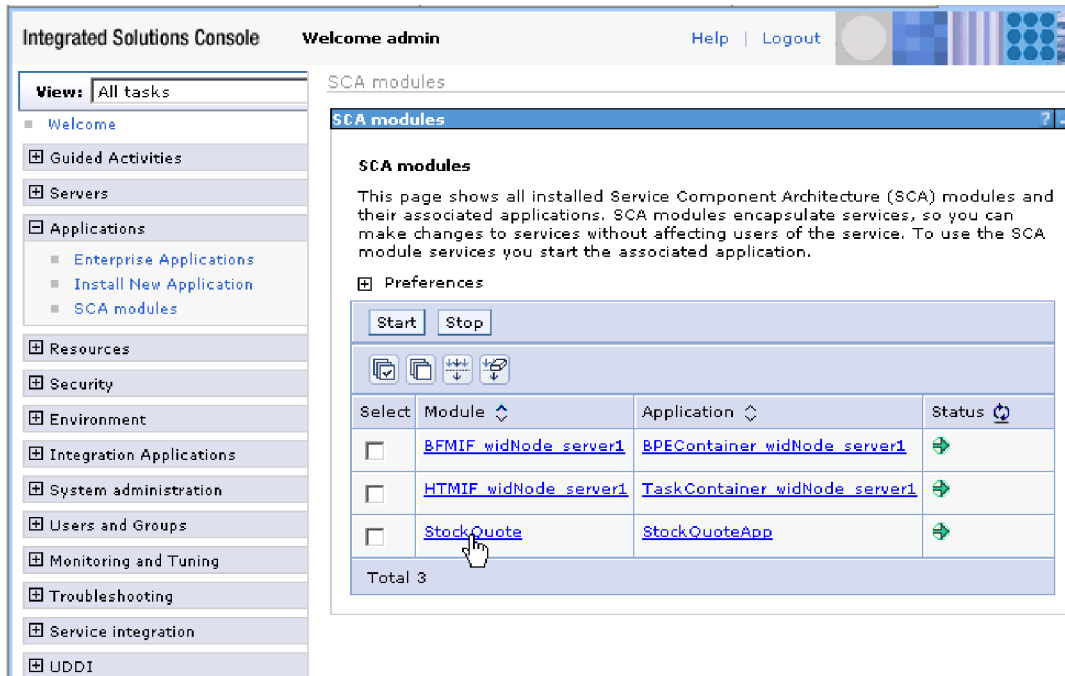 Integrated Solutions Console Welcome admin Help | Logout
View: All tasks
Welcome
Guided Activities
Servers
Applications
Enterprise Applications
Install New Application
SCA modules
Resources
Security
Environment
Integration Applications
System administration
Users and Groups
Monitoring and Tuning
Troubleshooting
Service integration
UDDI
SCA modules
SCA modules ? -
SCA modules
This page shows all installed Service Component Architecture (SCA) modules and
their associated applications. SCA modules encapsulate services, so you can
make changes to services without affecting users of the service. To use the SCA
module services you start the associated application.
Preferences
Start Stop
Select Module Application Status
BFMIF_widNode_server1 BPEContainer_widNode_server1
HTMIF_widNode_server1 TaskContainer_widNode_server1
StockQuote StockQuoteApp
Total 3